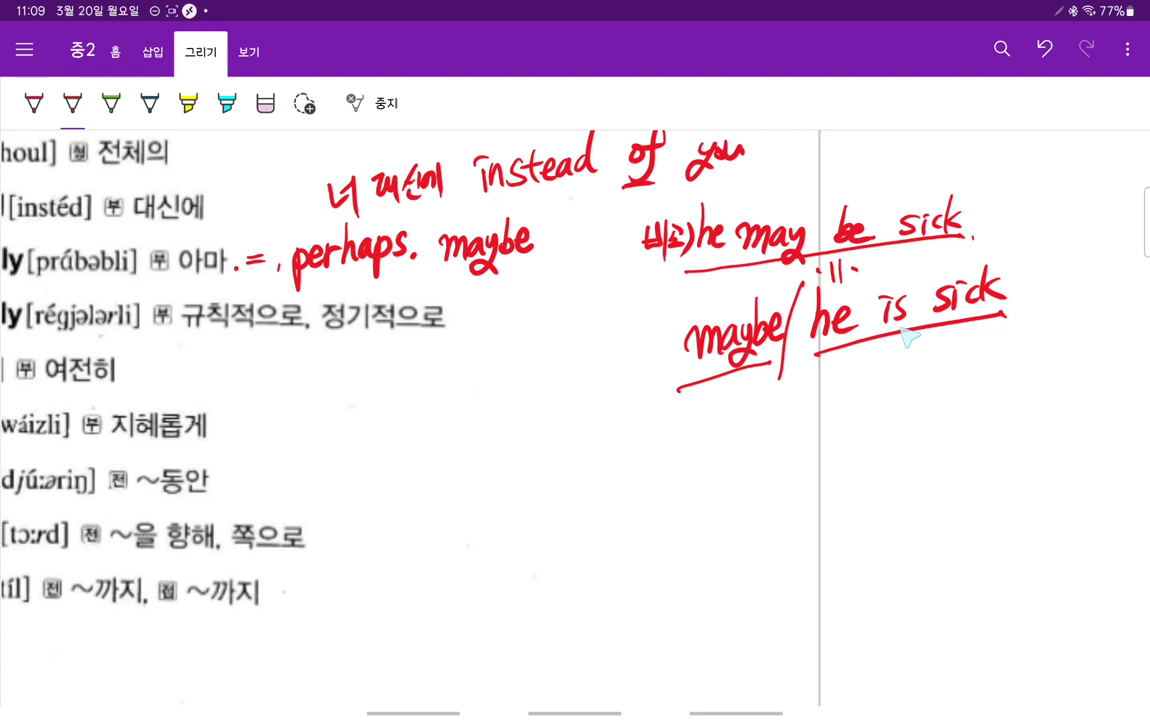 11:09 3월 20일 월요일 77%
중2 홈 삽입 그리기 보기
중지
houl] 형 전체의
너 대신에 instead of you
l [instéd] 부 대신에
비교) he may be sick.
ly [prάbəbli] 부 아마. = , perhaps. maybe
=
maybe / he is sick
ly [régjələrli] 부 규칙적으로, 정기적으로
| 부 여전히
wáizli] 부 지혜롭게
djú:əriŋ] 전 ~동안
[tɔ:rd] 전 ~을 향해, 쪽으로
tíl] 전 ~까지, 접 ~까지